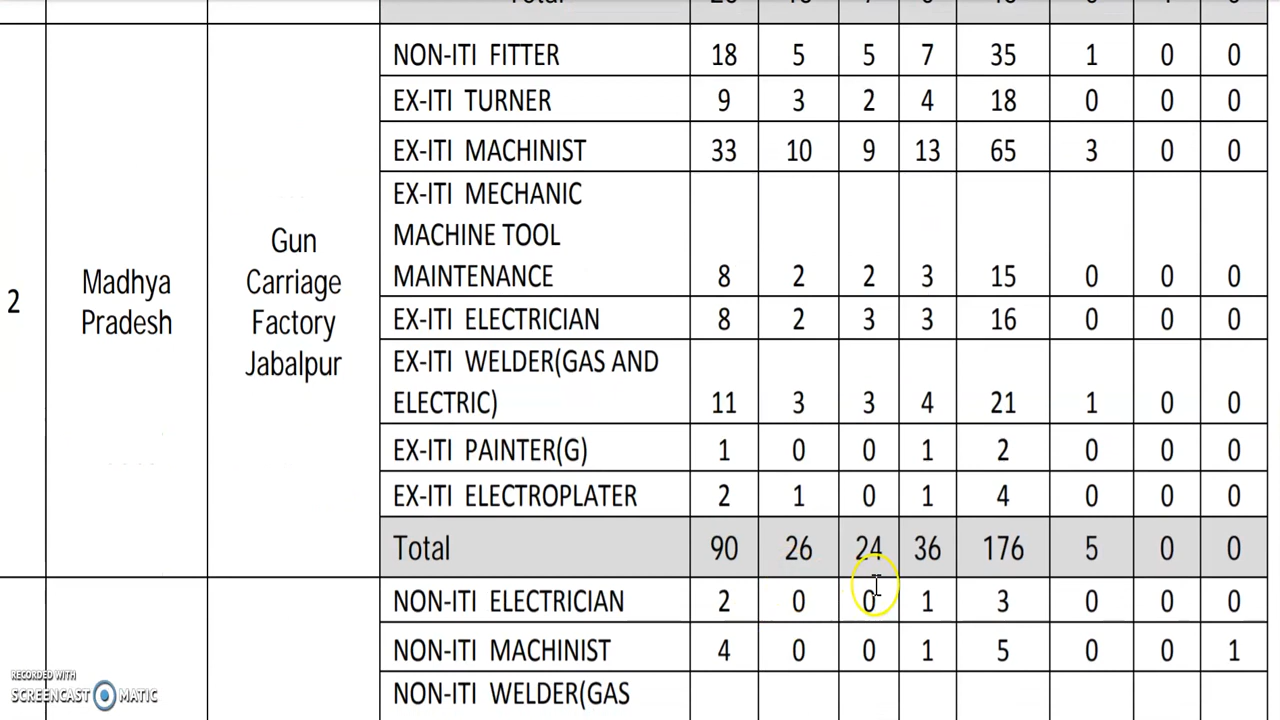 Total
NON-ITI FITTER 18 5 5 7 35 1 0 0
EX-ITI TURNER 9 3 2 4 18 0 0 0
EX-ITI MACHINIST 33 10 9 13 65 3 0 0
EX-ITI MECHANIC
MACHINE TOOL
MAINTENANCE 8 2 2 3 15 0 0 0
2
Madhya
Pradesh
Gun
Carriage
Factory
Jabalpur
EX-ITI ELECTRICIAN 8 2 3 3 16 0 0 0
EX-ITI WELDER(GAS AND
ELECTRIC) 11 3 3 4 21 1 0 0
EX-ITI PAINTER(G) 1 0 0 1 2 0 0 0
EX-ITI ELECTROPLATER 2 1 0 1 4 0 0 0
Total 90 26 24 36 176 5 0 0
NON-ITI ELECTRICIAN 2 0 0 1 3 0 0 0
NON-ITI MACHINIST 4 0 0 1 5 0 0 1
NON-ITI WELDER(GAS
RECORDED WITH
SCREENCAST MATIC